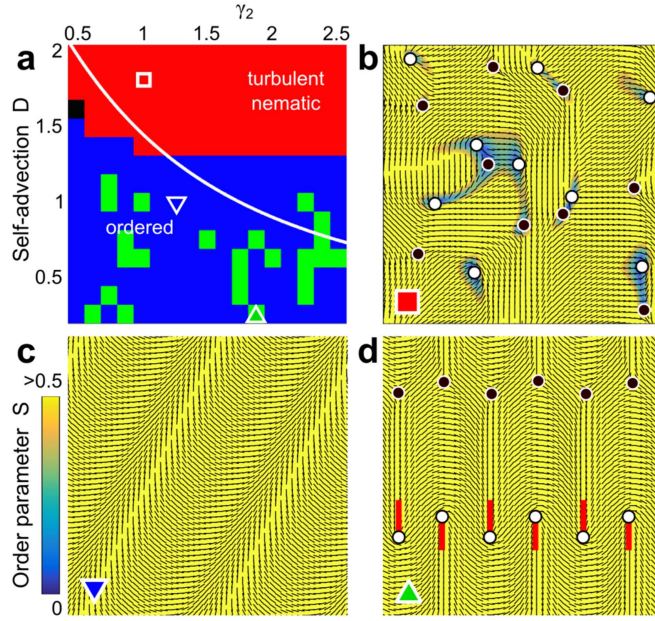 γ2
0.5 1 1.5 2 2.5
a
b
2
1.5
1
0.5
Self-advection D
turbulent
nematic
ordered
c
d
>0.5
0
Order parameter S